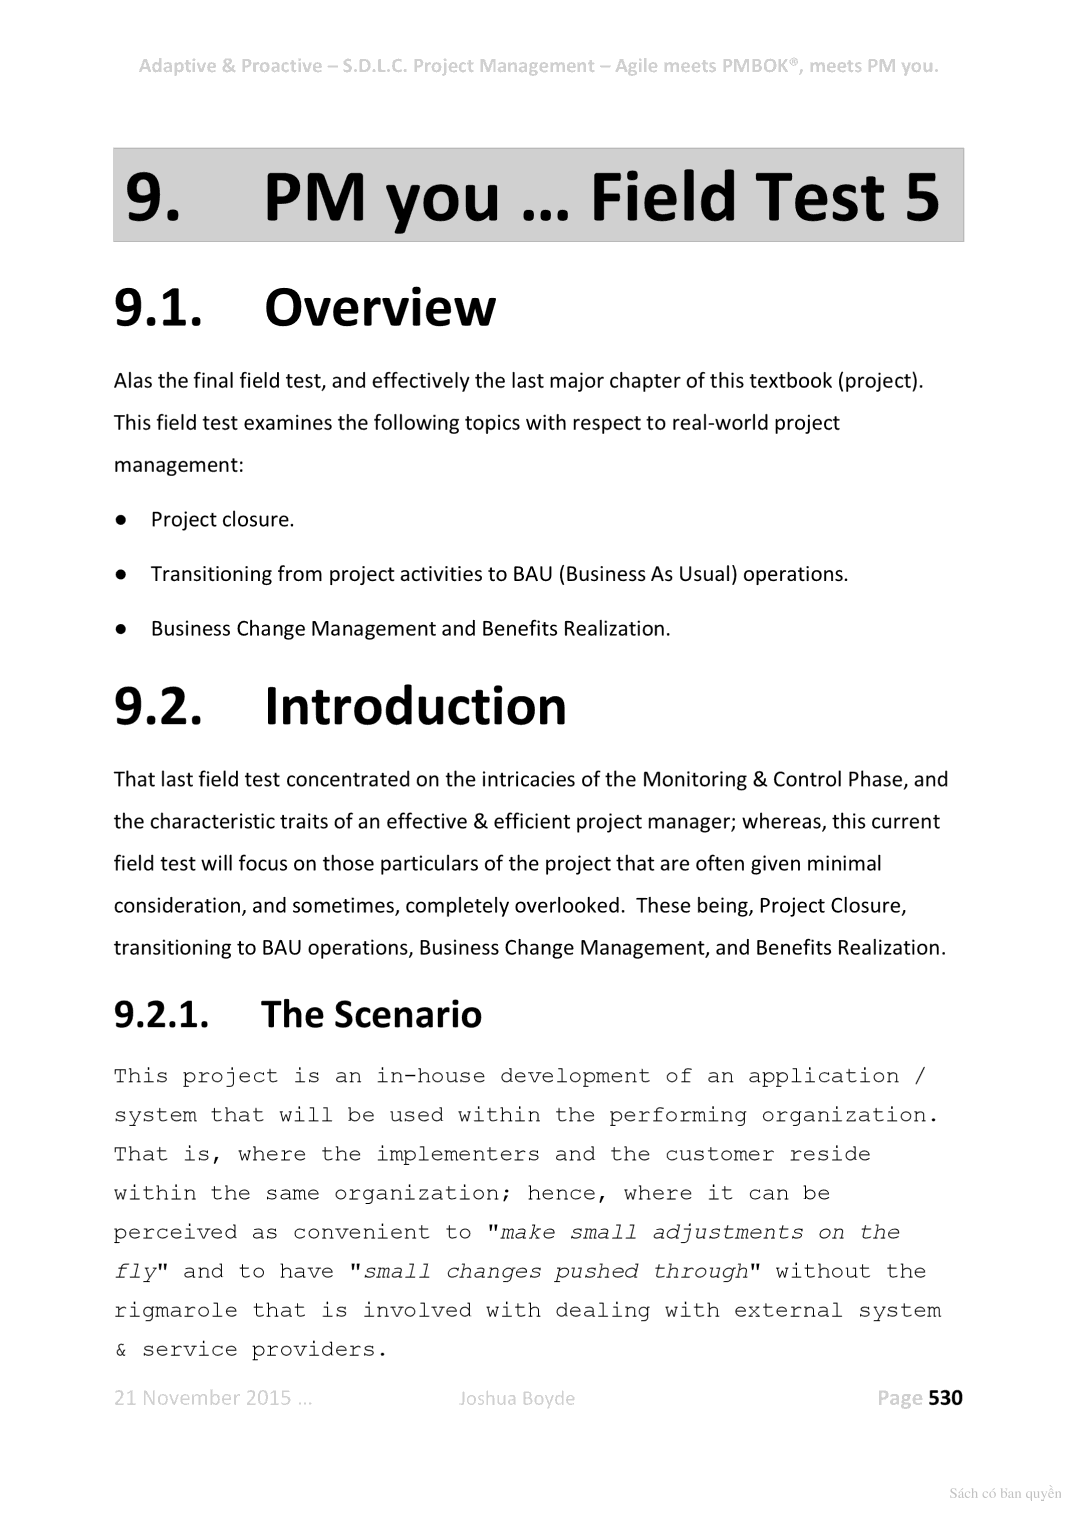 Adaptive & Proactive – S.D.L.C. Project Management – Agile meets PMBOK®, meets PM you.
9. PM you ... Field Test 5
9.1. Overview
Alas the final field test, and effectively the last major chapter of this textbook (project).
This field test examines the following topics with respect to real-world project
management:
● Project closure.
● Transitioning from project activities to BAU (Business As Usual) operations.
● Business Change Management and Benefits Realization.
9.2. Introduction
That last field test concentrated on the intricacies of the Monitoring & Control Phase, and
the characteristic traits of an effective & efficient project manager; whereas, this current
field test will focus on those particulars of the project that are often given minimal
consideration, and sometimes, completely overlooked. These being, Project Closure,
transitioning to BAU operations, Business Change Management, and Benefits Realization.
9.2.1. The Scenario
This project is an in-house development of an application /
system that will be used within the performing organization.
That is, where the implementers and the customer reside
within the same organization; hence, where it can be
perceived as convenient to "make small adjustments on the
fly" and to have "small changes pushed through" without the
rigmarole that is involved with dealing with external system
& service providers.
21 November 2015 ... Joshua Boyde Page 530
Sách có bản quyền